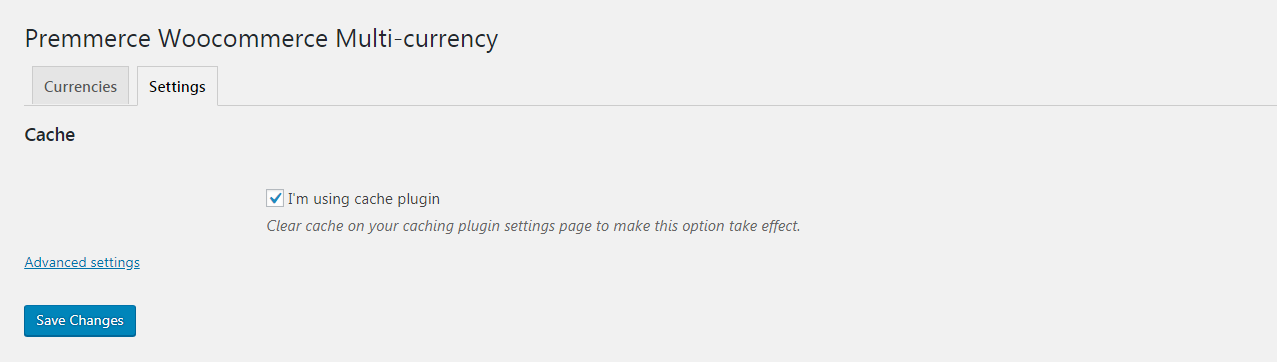 Premmerce Woocommerce Multi-currency
Currencies
Settings
Cache
I'm using cache plugin
Clear cache on your caching plugin settings page to make this option take effect.
Advanced settings
Save Changes